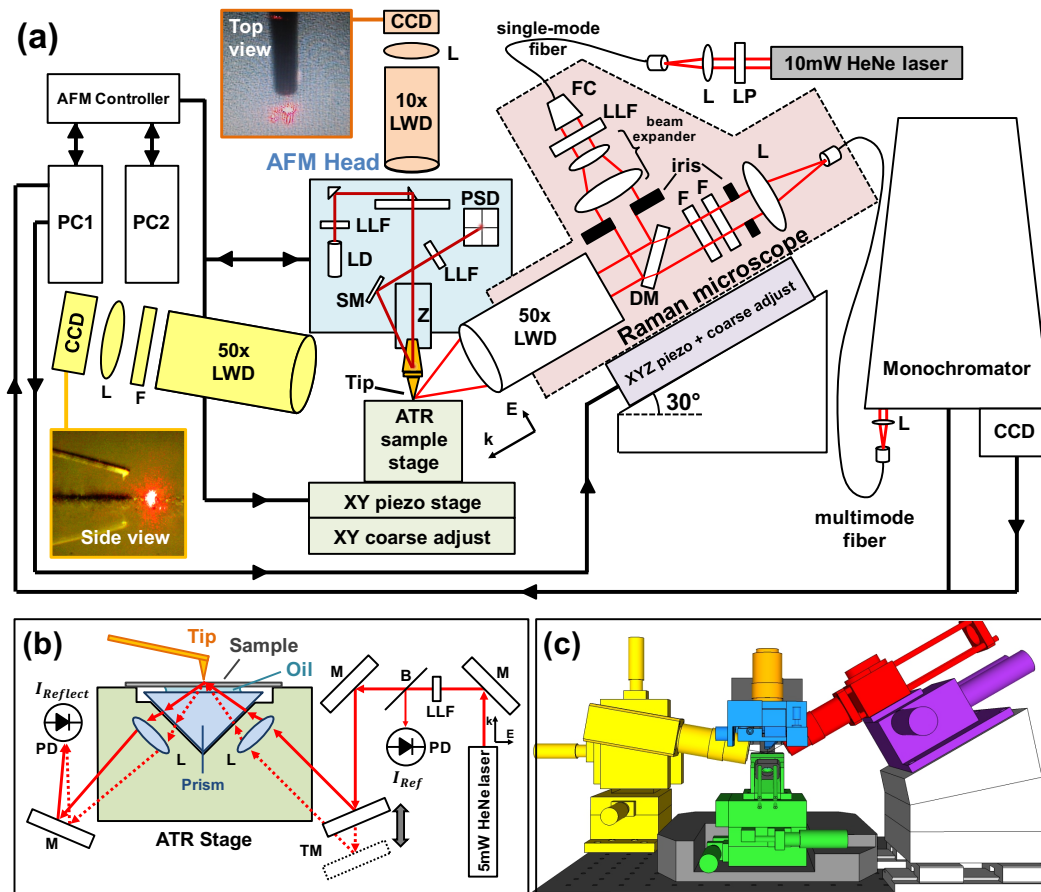 (a)
Top
view
CCD
L
10x
LWD
single-mode
fiber
10mW HeNe laser
L
LP
FC
LLF
beam
expander
iris
L
F
F
DM
Raman microscope
50x
LWD
XYZ piezo + coarse adjust
30°
Monochromator
L
CCD
multimode
fiber
AFM Controller
PC1
PC2
AFM Head
LLF
LD
PSD
LLF
SM
Z
Tip
E
k
CCD
L
F
50x
LWD
Side view
ATR
sample
stage
XY piezo stage
XY coarse adjust
(b)
Tip
Sample
Oil
I_Reflect
PD
L
L
Prism
M
ATR Stage
M
B
LLF
M
k
E
PD
I_Ref
TM
5mW HeNe laser
(c)